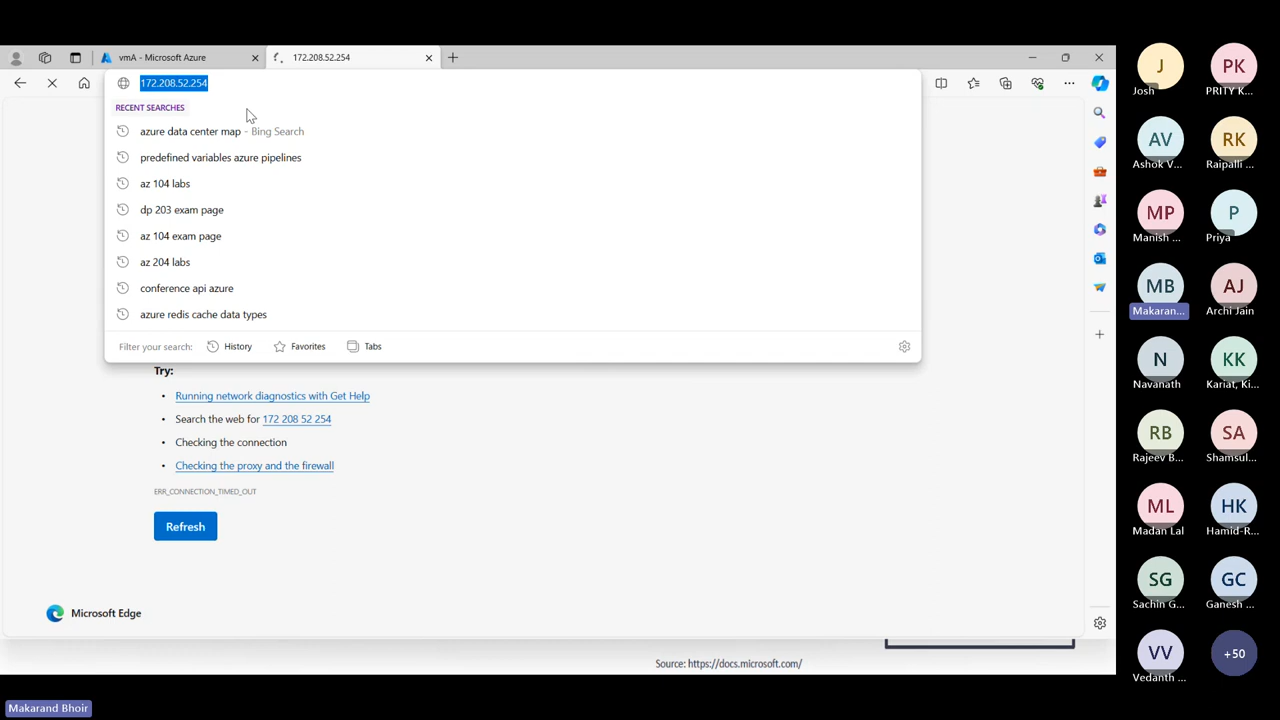 vmA - Microsoft Azure
172.208.52.254
172.208.52.254
RECENT SEARCHES
azure data center map - Bing Search
predefined variables azure pipelines
az 104 labs
dp 203 exam page
az 104 exam page
az 204 labs
conference api azure
azure redis cache data types
Filter your search: History Favorites Tabs
Try:
• Running network diagnostics with Get Help
• Search the web for 172 208 52 254
• Checking the connection
• Checking the proxy and the firewall
ERR_CONNECTION_TIMED_OUT
Refresh
Microsoft Edge
Source: https://docs.microsoft.com/
Makarand Bhoir
J PK
Josh PRITY K...
AV RK
Ashok V... Raipalli ...
MP P
Manish ... Priya
MB AJ
Makaran... Archi Jain
N KK
Navanath Kariat, Ki...
RB SA
Rajeev B... Shamsul...
ML HK
Madan Lal Hamid-R...
SG GC
Sachin G... Ganesh ...
VV +50
Vedanth ...